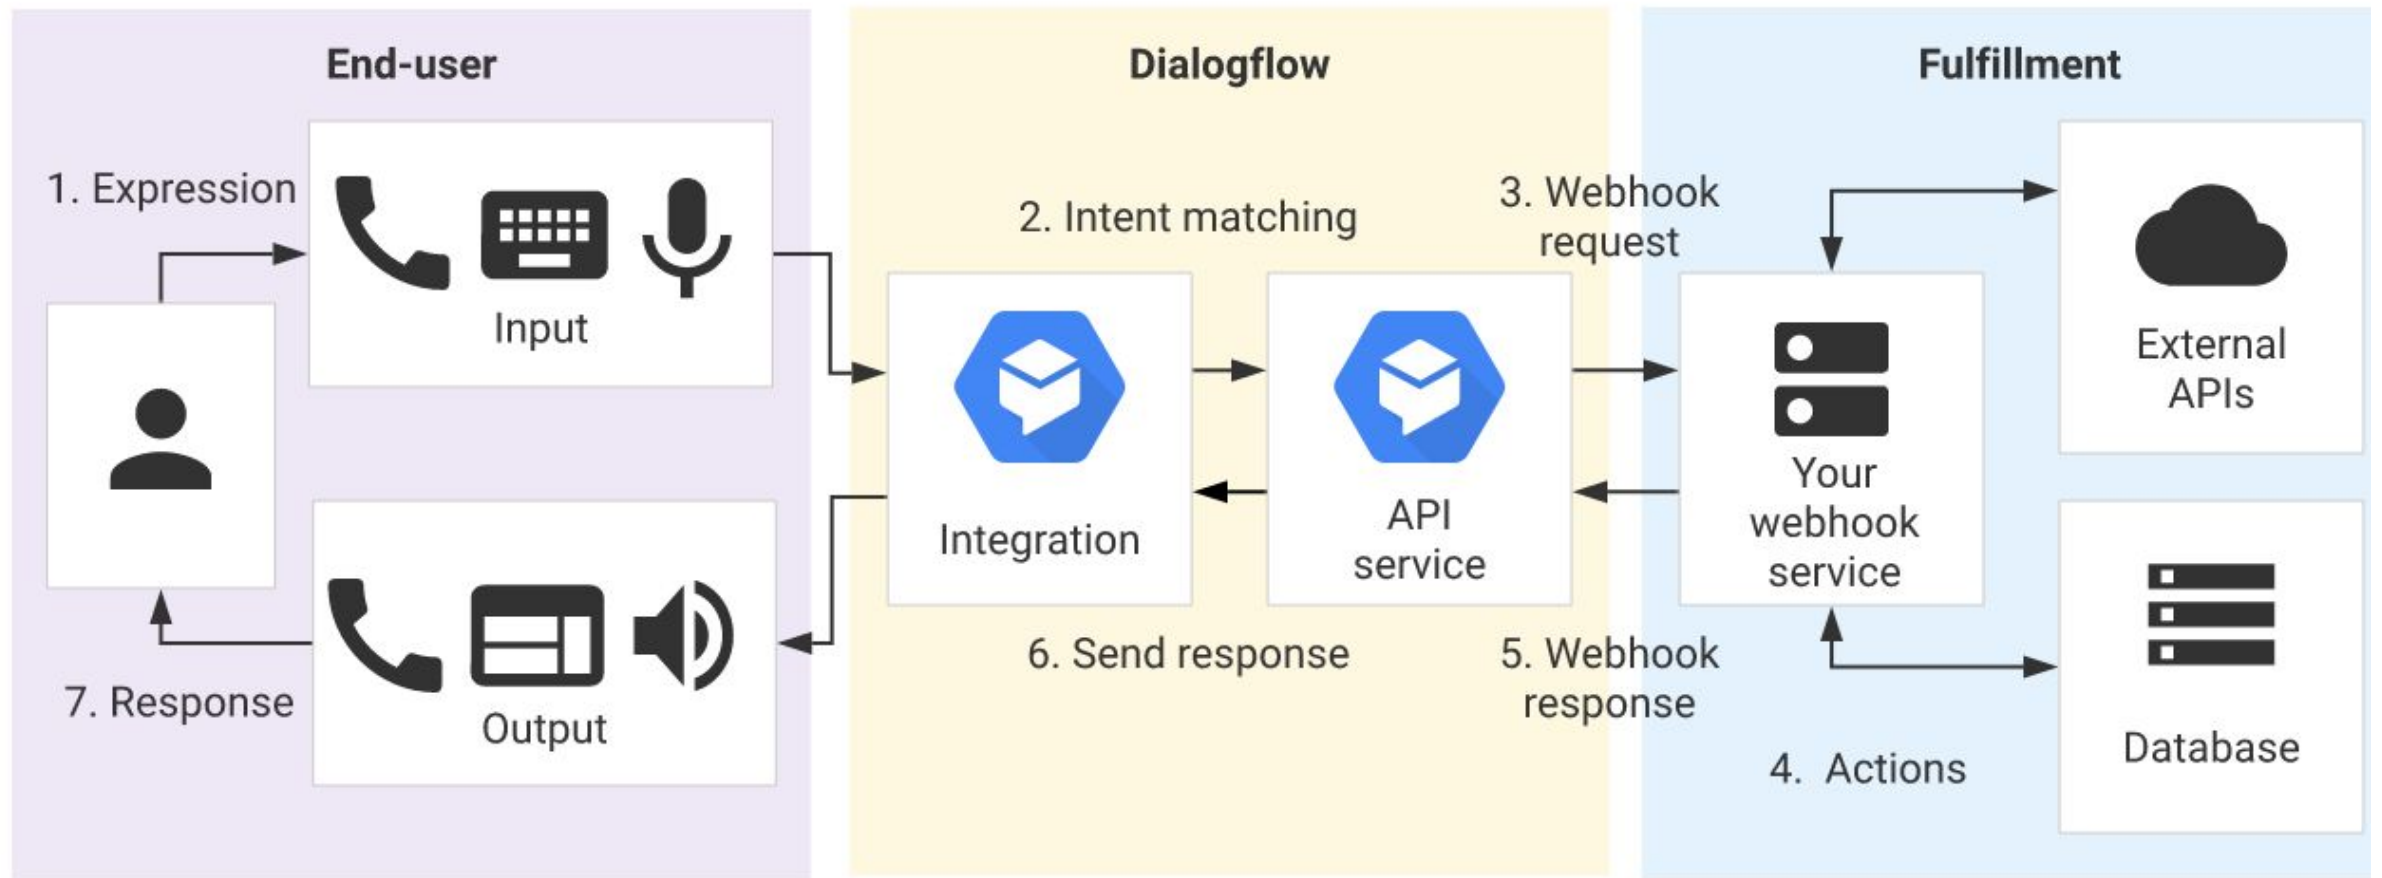 End-user
Dialogflow
Fulfillment
1. Expression
Input
2. Intent matching
3. Webhook
request
External
APIs
Integration
API
service
Your
webhook
service
7. Response
Output
6. Send response
5. Webhook
response
4. Actions
Database